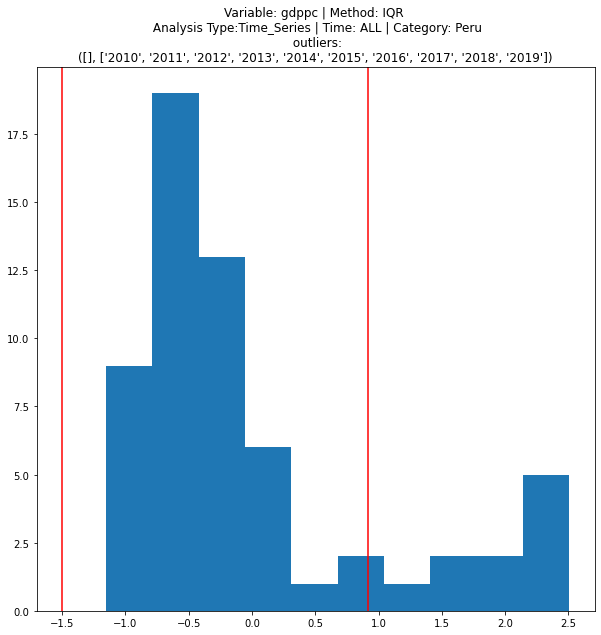 Variable: gdppc | Method: IQR
Analysis Type:Time_Series | Time: ALL | Category: Peru
outliers:
([], ['2010', '2011', '2012', '2013', '2014', '2015', '2016', '2017', '2018', '2019'])
17.5
15.0
12.5
10.0
7.5
5.0
2.5
0.0
−1.5 −1.0 −0.5 0.0 0.5 1.0 1.5 2.0 2.5